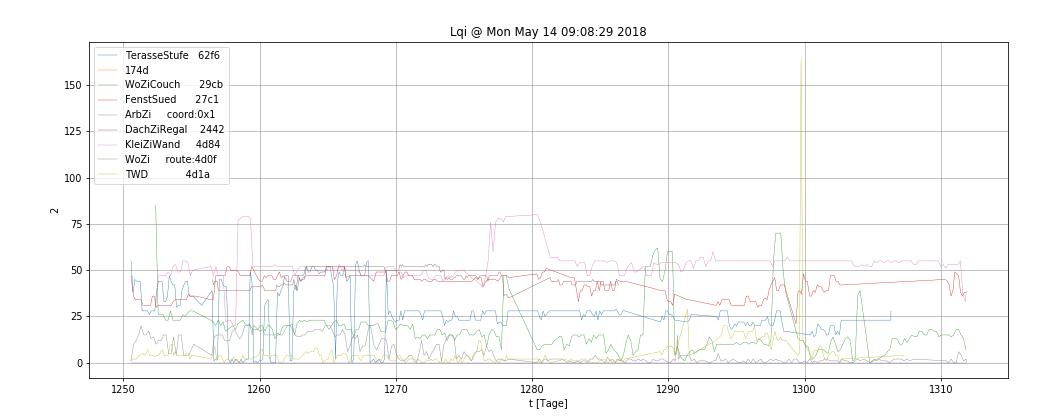 Lqi @ Mon May 14 09:08:29 2018
TerasseStufe 62f6
174d
WoZiCouch 29cb
FenstSued 27c1
ArbZi coord:0x1
DachZiRegal 2442
KleiZiWand 4d84
WoZi route:4d0f
TWD 4d1a
150
125
100
75
50
25
0
2
1250 1260 1270 1280 1290 1300 1310
t [Tage]